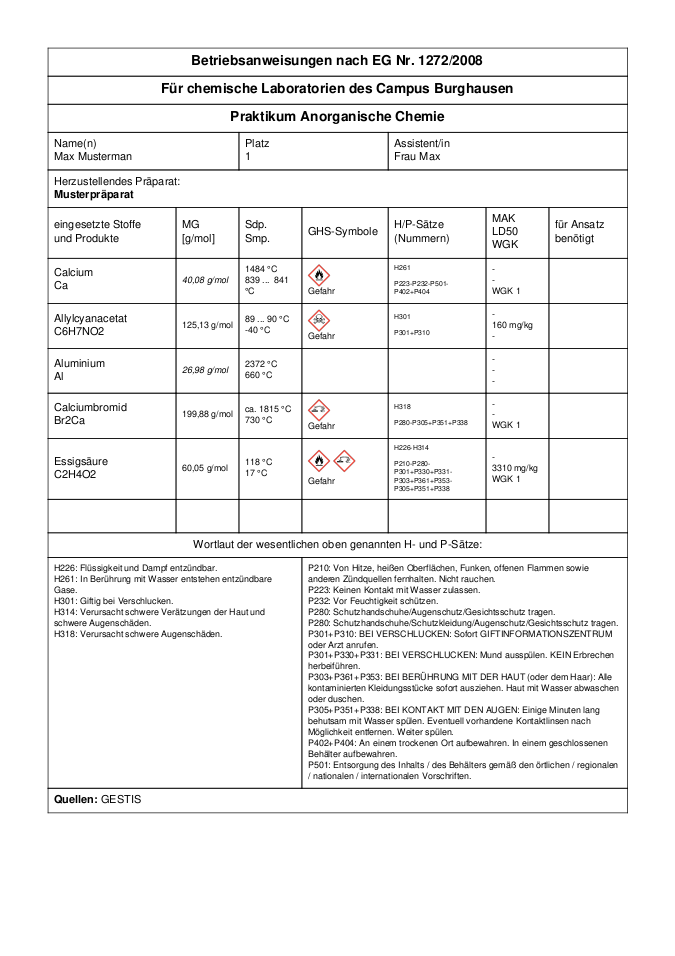 Betriebsanweisungen nach EG Nr. 1272/2008
Für chemische Laboratorien des Campus Burghausen
Praktikum Anorganische Chemie
Name(n)
Max Musterman
Platz
1
Assistent/in
Frau Max
Herzustellendes Präparat:
Musterpräparat
eingesetzte Stoffe
und Produkte
MG
[g/mol]
Sdp.
Smp.
GHS-Symbole
H/P-Sätze
(Nummern)
MAK
LD50
WGK
für Ansatz
benötigt
Calcium
Ca
40,08 g/mol
1484 °C
839 ... 841
°C
Gefahr
H261
P223-P232-P501-
P402+P404
-
-
WGK 1
Allylcyanacetat
C6H7NO2
125,13 g/mol
89 ... 90 °C
-40 °C
Gefahr
H301
P301+P310
-
160 mg/kg
-
Aluminium
Al
26,98 g/mol
2372 °C
660 °C
-
-
-
Calciumbromid
Br2Ca
199,88 g/mol
ca. 1815 °C
730 °C
Gefahr
H318
P280-P305+P351+P338
-
-
WGK 1
Essigsäure
C2H4O2
60,05 g/mol
118 °C
17 °C
Gefahr
H226-H314
P210-P280-
P301+P330+P331-
P303+P361+P353-
P305+P351+P338
-
3310 mg/kg
WGK 1
Wortlaut der wesentlichen oben genannten H- und P-Sätze:
H226: Flüssigkeit und Dampf entzündbar.
H261: In Berührung mit Wasser entstehen entzündbare
Gase.
H301: Giftig bei Verschlucken.
H314: Verursacht schwere Verätzungen der Haut und
schwere Augenschäden.
H318: Verursacht schwere Augenschäden.
P210: Von Hitze, heißen Oberflächen, Funken, offenen Flammen sowie
anderen Zündquellen fernhalten. Nicht rauchen.
P223: Keinen Kontakt mit Wasser zulassen.
P232: Vor Feuchtigkeit schützen.
P280: Schutzhandschuhe/Augenschutz/Gesichtsschutz tragen.
P280: Schutzhandschuhe/Schutzkleidung/Augenschutz/Gesichtsschutz tragen.
P301+P310: BEI VERSCHLUCKEN: Sofort GIFTINFORMATIONSZENTRUM
oder Arzt anrufen.
P301+P330+P331: BEI VERSCHLUCKEN: Mund ausspülen. KEIN Erbrechen
herbeiführen.
P303+P361+P353: BEI BERÜHRUNG MIT DER HAUT (oder dem Haar): Alle
kontaminierten Kleidungsstücke sofort ausziehen. Haut mit Wasser abwaschen
oder duschen.
P305+P351+P338: BEI KONTAKT MIT DEN AUGEN: Einige Minuten lang
behutsam mit Wasser spülen. Eventuell vorhandene Kontaktlinsen nach
Möglichkeit entfernen. Weiter spülen.
P402+P404: An einem trockenen Ort aufbewahren. In einem geschlossenen
Behälter aufbewahren.
P501: Entsorgung des Inhalts / des Behälters gemäß den örtlichen / regionalen
/ nationalen / internationalen Vorschriften.
Quellen: GESTIS